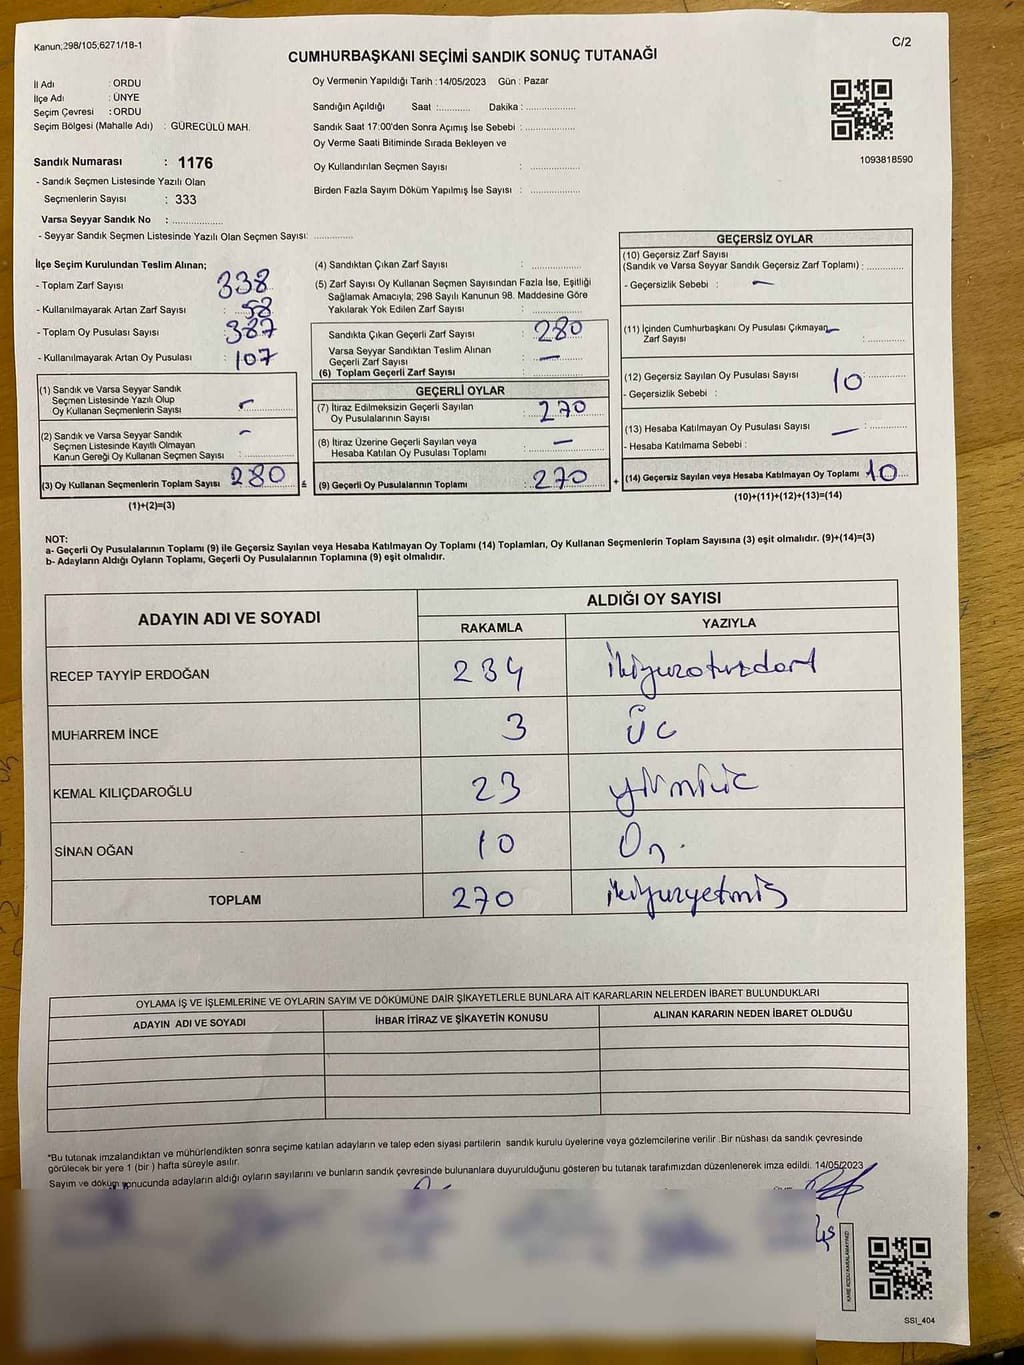 Kanun;298/105;6271/18-1
C/2
CUMHURBAŞKANI SEÇİMİ SANDIK SONUÇ TUTANAĞI
İl Adı : ORDU
İlçe Adı : ÜNYE
Seçim Çevresi : ORDU
Seçim Bölgesi (Mahalle Adı) : GÜRECÜLÜ MAH.
Sandık Numarası : 1176
- Sandık Seçmen Listesinde Yazılı Olan
Seçmenlerin Sayısı : 333
Varsa Seyyar Sandık No : ..............
- Seyyar Sandık Seçmen Listesinde Yazılı Olan Seçmen Sayısı: ............
Oy Vermenin Yapıldığı Tarih : 14/05/2023 Gün : Pazar
Sandığın Açıldığı Saat :........... Dakika : ................
Sandık Saat 17:00'den Sonra Açımış İse Sebebi : ................
Oy Verme Saati Bitiminde Sırada Bekleyen ve
Oy Kullandırılan Seçmen Sayısı : ................
Birden Fazla Sayım Döküm Yapılmış İse Sayısı : ................
1093818590
İlçe Seçim Kurulundan Teslim Alınan;
- Toplam Zarf Sayısı 338
- Kullanılmayarak Artan Zarf Sayısı : 58
- Toplam Oy Pusulası Sayısı 387
- Kullanılmayarak Artan Oy Pusulası : 107
(1) Sandık ve Varsa Seyyar Sandık
Seçmen Listesinde Yazılı Olup
Oy Kullanan Seçmenlerin Sayısı : –
(2) Sandık ve Varsa Seyyar Sandık
Seçmen Listesinde Kayıtlı Olmayan
Kanun Gereği Oy Kullanan Seçmen Sayısı : –
(3) Oy Kullanan Seçmenlerin Toplam Sayısı 280
(1)+(2)=(3)
(4) Sandıktan Çıkan Zarf Sayısı : ................
(5) Zarf Sayısı Oy Kullanan Seçmen Sayısından Fazla İse, Eşitliği
Sağlamak Amacıyla; 298 Sayılı Kanunun 98. Maddesine Göre
Yakılarak Yok Edilen Zarf Sayısı : ................
Sandıkta Çıkan Geçerli Zarf Sayısı : 280
Varsa Seyyar Sandıktan Teslim Alınan
Geçerli Zarf Sayısı : –
(6) Toplam Geçerli Zarf Sayısı : ................
GEÇERLİ OYLAR
(7) İtiraz Edilmeksizin Geçerli Sayılan
Oy Pusulalarının Sayısı : 270
(8) İtiraz Üzerine Geçerli Sayılan veya
Hesaba Katılan Oy Pusulası Toplamı : –
(9) Geçerli Oy Pusulalarının Toplamı : 270
GEÇERSİZ OYLAR
(10) Geçersiz Zarf Sayısı
(Sandık ve Varsa Seyyar Sandık Geçersiz Zarf Toplamı) : ............
- Geçersizlik Sebebi : –
(11) İçinden Cumhurbaşkanı Oy Pusulası Çıkmayan –
Zarf Sayısı : ............
(12) Geçersiz Sayılan Oy Pusulası Sayısı 10
- Geçersizlik Sebebi :
(13) Hesaba Katılmayan Oy Pusulası Sayısı – : ............
- Hesaba Katılmama Sebebi :
+ (14) Geçersiz Sayılan veya Hesaba Katılmayan Oy Toplamı 10
(10)+(11)+(12)+(13)=(14)
NOT:
a- Geçerli Oy Pusulalarının Toplamı (9) ile Geçersiz Sayılan veya Hesaba Katılmayan Oy Toplamı (14) Toplamları, Oy Kullanan Seçmenlerin Toplam Sayısına (3) eşit olmalıdır. (9)+(14)=(3)
b- Adayların Aldığı Oyların Toplamı, Geçerli Oy Pusulalarının Toplamına (9) eşit olmalıdır.
ADAYIN ADI VE SOYADI ALDIĞI OY SAYISI
RAKAMLA YAZIYLA
RECEP TAYYİP ERDOĞAN 234 ikiyuzotuzdort
MUHARREM İNCE 3 ÜC
KEMAL KILIÇDAROĞLU 23 yirmiüc
SİNAN OĞAN 10 On.
TOPLAM 270 ikiyuzyetmiş
OYLAMA İŞ VE İŞLEMLERİNE VE OYLARIN SAYIM VE DÖKÜMÜNE DAİR ŞİKAYETLERLE BUNLARA AİT KARARLARIN NELERDEN İBARET BULUNDUKLARI
ADAYIN ADI VE SOYADI İHBAR İTİRAZ VE ŞİKAYETİN KONUSU ALINAN KARARIN NEDEN İBARET OLDUĞU
*Bu tutanak imzalandıktan ve mühürlendikten sonra seçime katılan adayların ve talep eden siyasi partilerin sandık kurulu üyelerine veya gözlemcilerine verilir .Bir nüshası da sandık çevresinde
görülecek bir yere 1 (bir ) hafta süreyle asılır.
Sayım ve döküm sonucunda adayların aldığı oyların sayılarını ve bunların sandık çevresinde bulunanlara duyurulduğunu gösteren bu tutanak tarafımızdan düzenlenerek imza edildi. 14/05/2023
KARE KODU KARALAMAYINIZ!
SSI_404